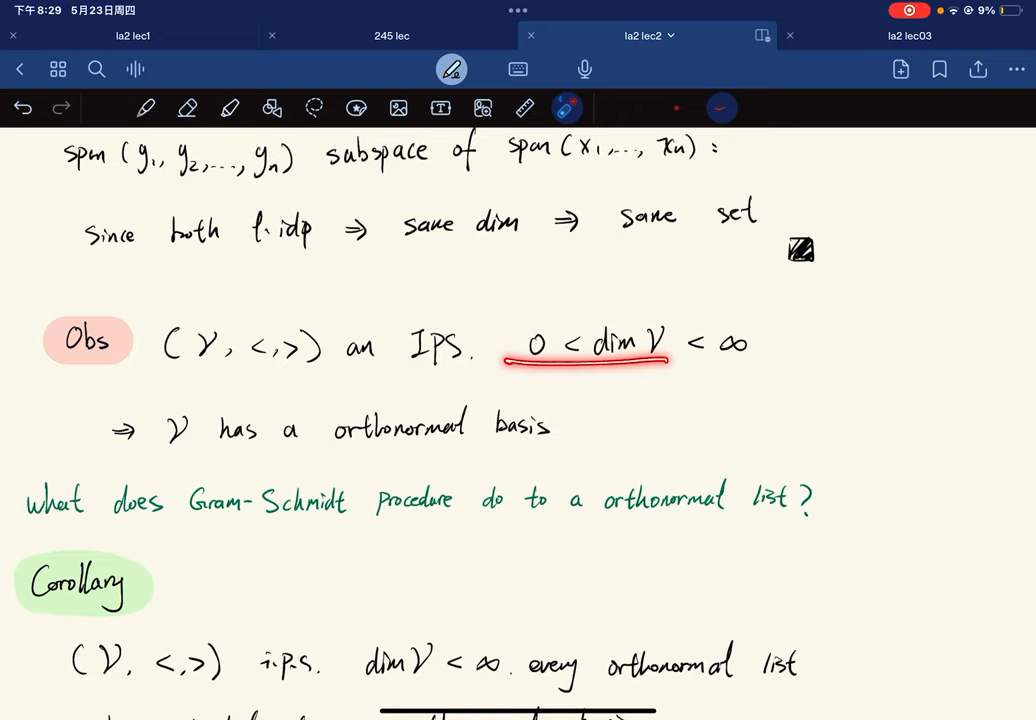 下午8:29 5月23日周四
9%
la2 lec1
245 lec
la2 lec2
la2 lec03
span (y₁, y₂,..., yₙ) subspace of span(x₁,..., xₙ) :
since both l.idp ⇒ same dim ⇒ same set
Obs (V, <,>) an IPS. 0 < dim V < ∞
⇒ V has a orthonormal basis
what does Gram-Schmidt procedure do to a orthonormal list?
Corollary
(V, <,>) i.p.s. dim V < ∞. every orthonormal list